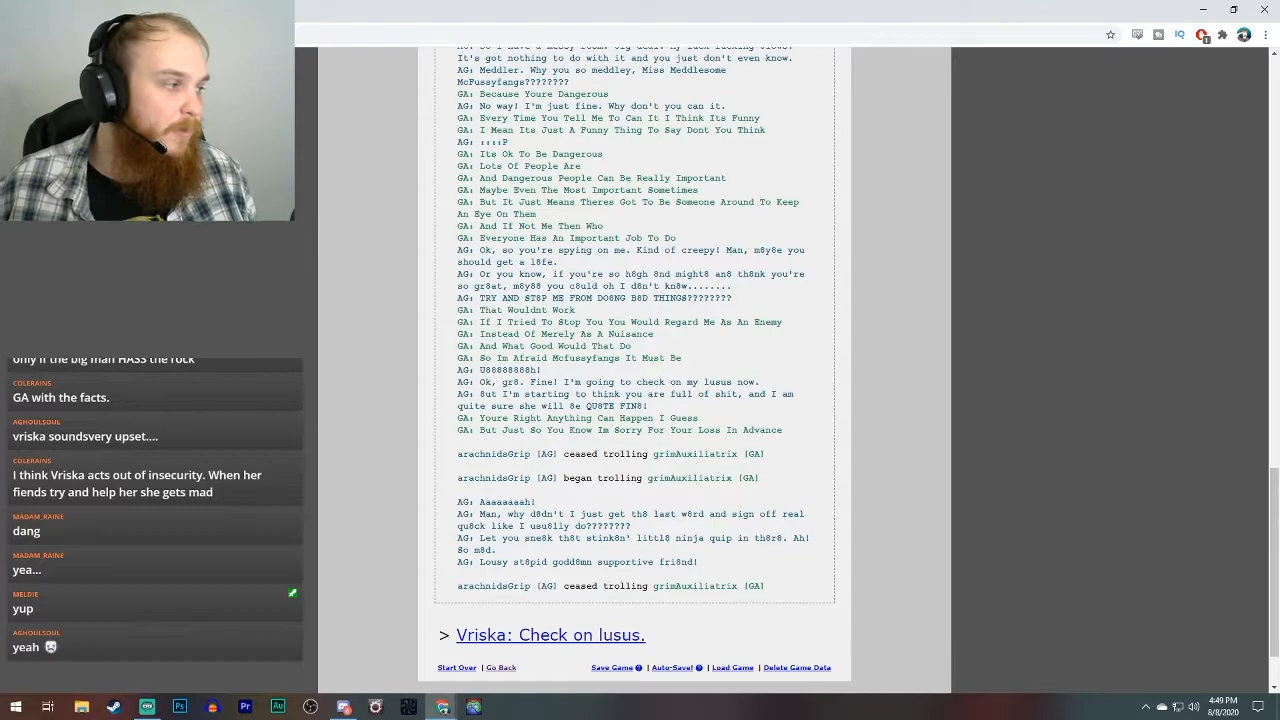 It's got nothing to do with it and you just don't even know.
AG: Meddler. Why you so meddley, Miss Meddlesome
McFussyfangs????????
GA: Because Youre Dangerous
AG: No way! I'm just fine. Why don't you can it.
GA: Every Time You Tell Me To Can It I Think Its Funny
GA: I Mean Its Just A Funny Thing To Say Dont You Think
AG: ::::P
GA: Its Ok To Be Dangerous
GA: Lots Of People Are
GA: And Dangerous People Can Be Really Important
GA: Maybe Even The Most Important Sometimes
GA: But It Just Means Theres Got To Be Someone Around To Keep
An Eye On Them
GA: And If Not Me Then Who
GA: Everyone Has An Important Job To Do
AG: Ok, so you're spying on me. Kind of creepy! Man, m8y8e you
should get a l8fe.
AG: Or you know, if you're so h8gh 8nd might8 an8 th8nk you're
so gr8at, m8y88 you c8uld oh I d8n't kn8w........
AG: TRY AND ST8P ME FROM DO8NG B8D THINGS????????
GA: That Wouldnt Work
GA: If I Tried To Stop You You Would Regard Me As An Enemy
GA: Instead Of Merely As A Nuisance
GA: And What Good Would That Do
GA: So Im Afraid Mcfussyfangs It Must Be
AG: U88888888h!
AG: Ok, gr8. Fine! I'm going to check on my lusus now.
AG: 8ut I'm starting to think you are full of shit, and I am
quite sure she will 8e QU8TE FIN8!
GA: Youre Right Anything Can Happen I Guess
GA: But Just So You Know Im Sorry For Your Loss In Advance
arachnidsGrip [AG] ceased trolling grimAuxiliatrix [GA]
arachnidsGrip [AG] began trolling grimAuxiliatrix [GA]
AG: Aaaaaaaah!
AG: Man, why d8dn't I just get th8 last w8rd and sign off real
qu8ck like I usu8lly do????????
AG: Let you sne8k th8t stink8n' littl8 ninja quip in th8r8. Ah!
So m8d.
AG: Lousy st8pid godd8mn supportive fri8nd!
arachnidsGrip [AG] ceased trolling grimAuxiliatrix [GA]
> Vriska: Check on lusus.
Start Over | Go Back
Save Game ? | Auto-Save! ? | Load Game | Delete Game Data
only if the big man HASS the rock
COLERAINS
GA with the facts.
AGHOULSOUL
vriska soundsvery upset....
COLERAINS
I think Vriska acts out of insecurity. When her
fiends try and help her she gets mad
MADAM_RAINE
dang
MADAM_RAINE
yea...
MELDIE
yup
AGHOULSOUL
yeah
4:49 PM
8/8/2020